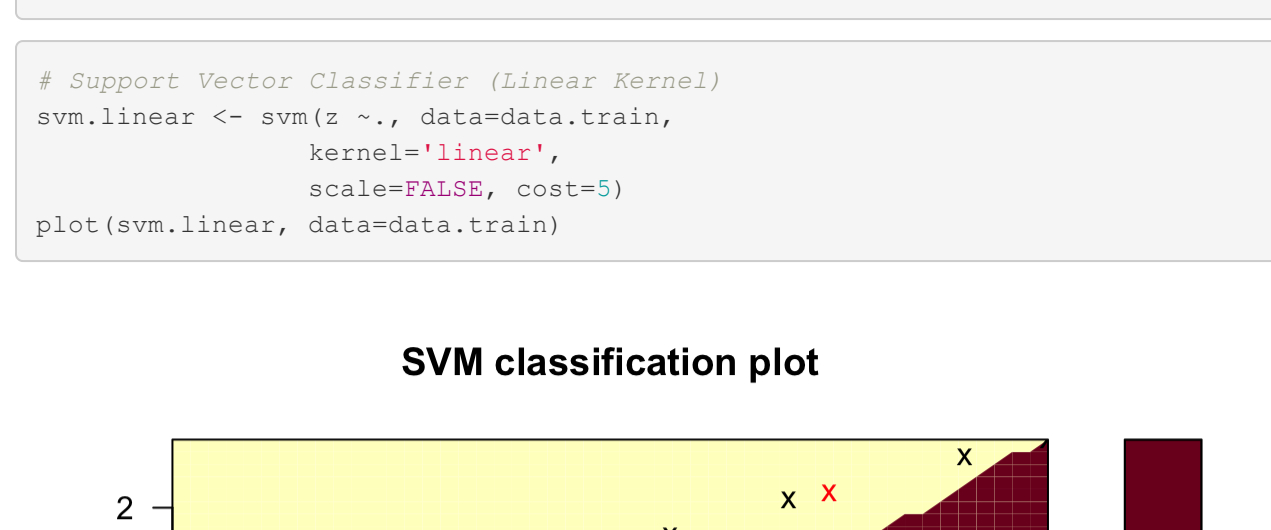 # Support Vector Classifier (Linear Kernel)
svm.linear <- svm(z ~., data=data.train,
                 kernel='linear',
                 scale=FALSE, cost=5)
plot(svm.linear, data=data.train)
SVM classification plot
x
x x
2